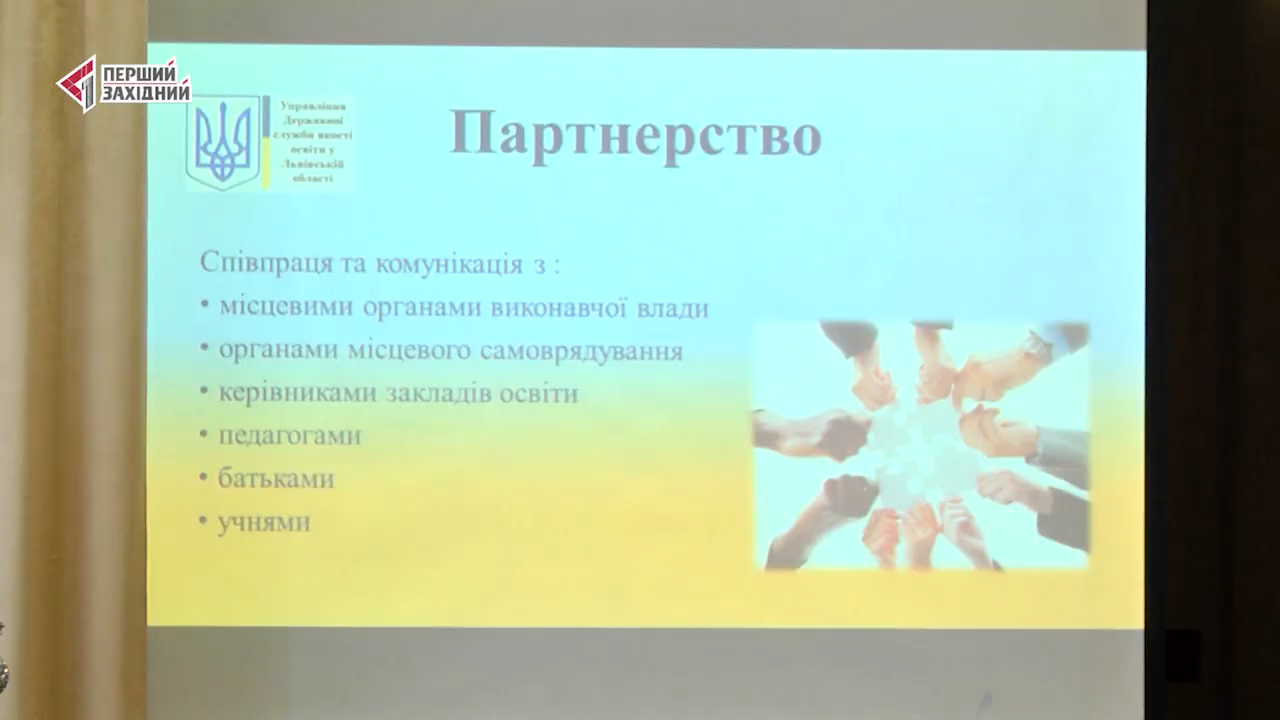 ПЕРШИЙ
ЗАХІДНИЙ
Управління
Державної
служби якості
освіти у
Львівській
області
Партнерство
Співпраця та комунікація з :
• місцевими органами виконавчої влади
• органами місцевого самоврядування
• керівниками закладів освіти
• педагогами
• батьками
• учнями